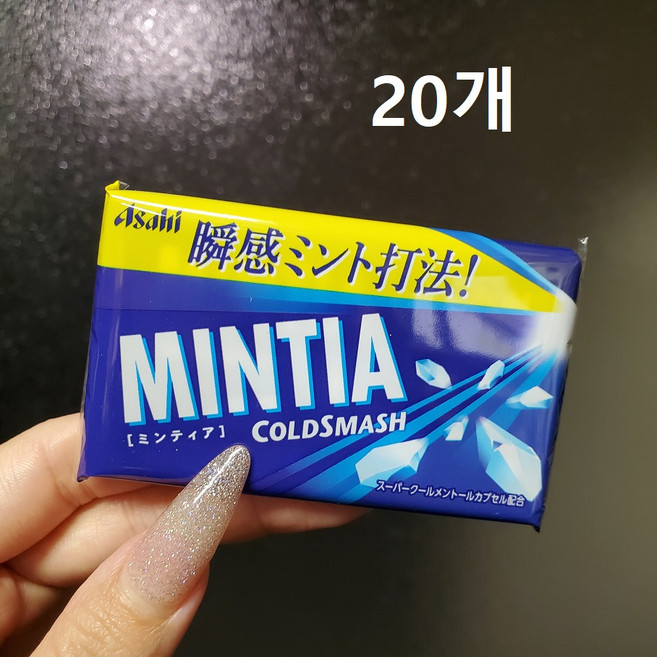 20개
Asahi
瞬感ミント打法!
MINTIA
[ミンティア]
COLDSMASH
スーパークールメントールカプセル配合